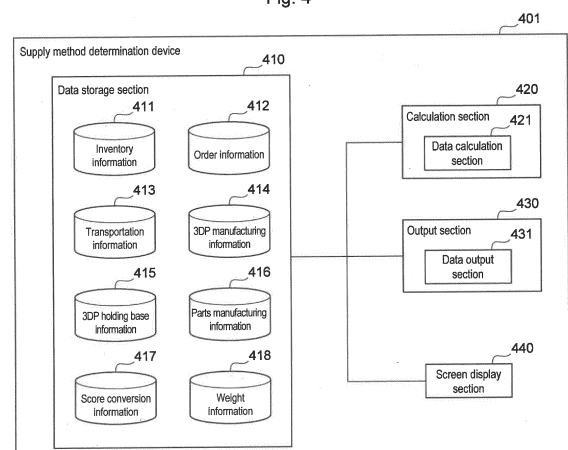 Fig. 4
401
Supply method determination device
410
Data storage section
411
412
Inventory
information
Order information
413
414
Transportation
information
3DP manufacturing
information
415
416
3DP holding base
information
Parts manufacturing
information
417
418
Score conversion
information
Weight
information
420
Calculation section
421
Data calculation
section
430
Output section
431
Data output
section
440
Screen display
section